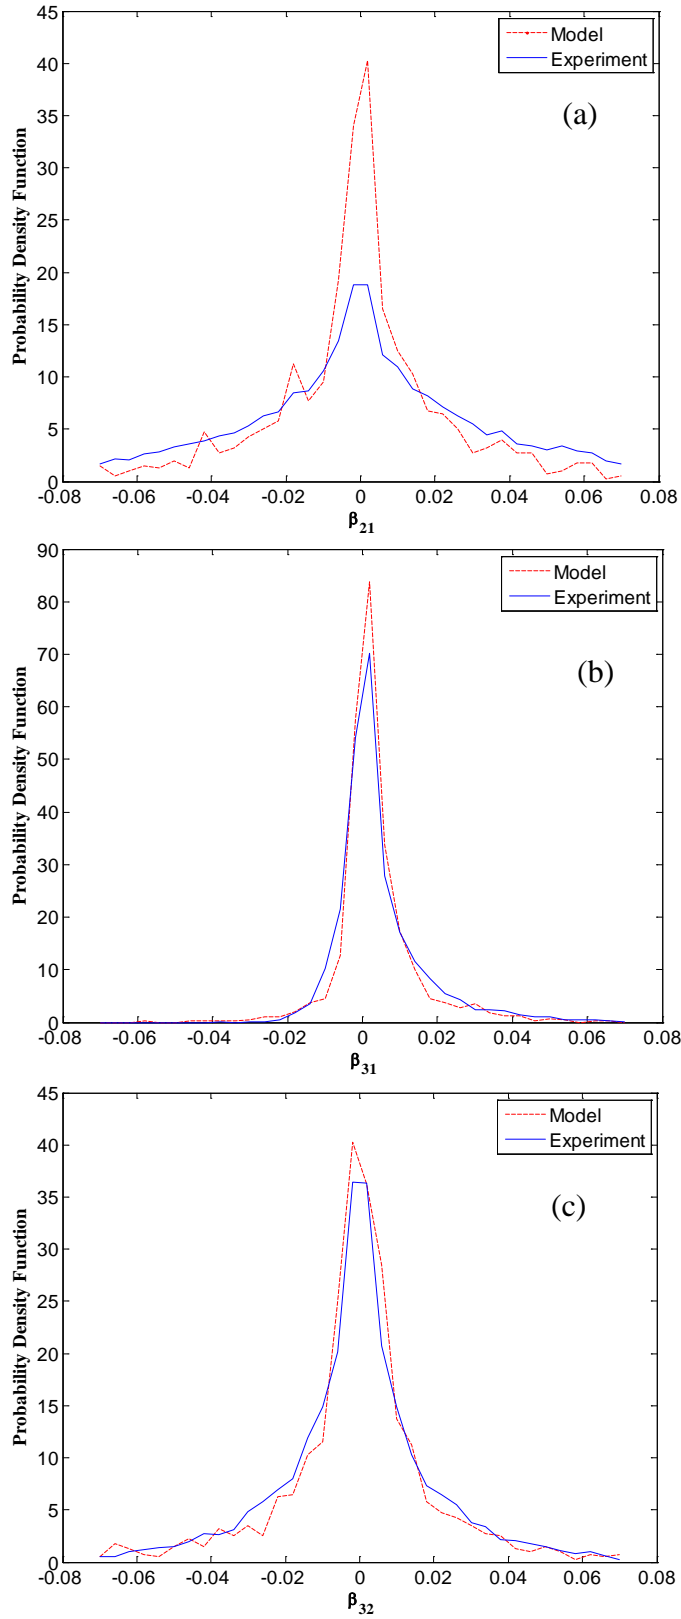 Model
Experiment
(a)
Probability Density Function
45
40
35
30
25
20
15
10
5
0
-0.08 -0.06 -0.04 -0.02 0 0.02 0.04 0.06 0.08
β21
Model
Experiment
(b)
Probability Density Function
90
80
70
60
50
40
30
20
10
0
-0.08 -0.06 -0.04 -0.02 0 0.02 0.04 0.06 0.08
β31
Model
Experiment
(c)
Probability Density Function
45
40
35
30
25
20
15
10
5
0
-0.08 -0.06 -0.04 -0.02 0 0.02 0.04 0.06 0.08
β32